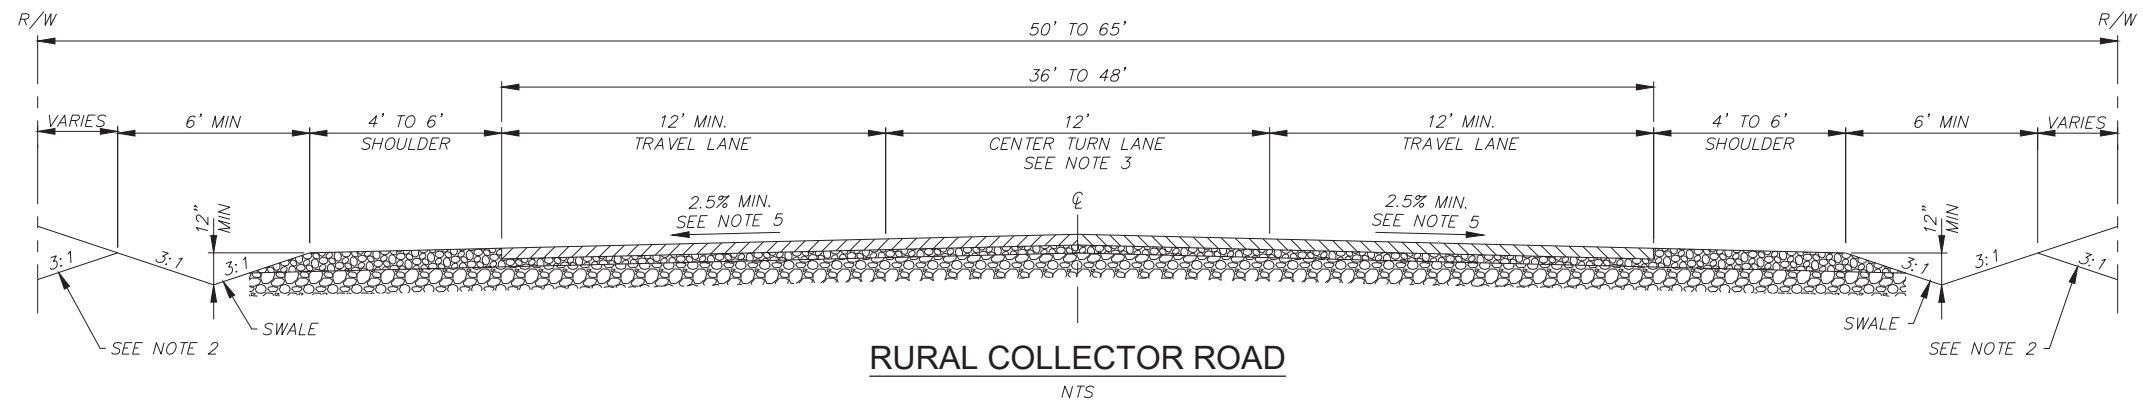 R/W
R/W
50' TO 65'
36' TO 48'
VARIES
6' MIN
4' TO 6'
SHOULDER
12' MIN.
TRAVEL LANE
12'
CENTER TURN LANE
SEE NOTE 3
12' MIN.
TRAVEL LANE
4' TO 6'
SHOULDER
6' MIN
VARIES
12"
MIN
2.5% MIN.
SEE NOTE 5
℄
2.5% MIN.
SEE NOTE 5
12"
MIN
3:1
3:1
3:1
3:1
3:1
3:1
SWALE
SEE NOTE 2
SWALE
SEE NOTE 2
RURAL COLLECTOR ROAD
NTS